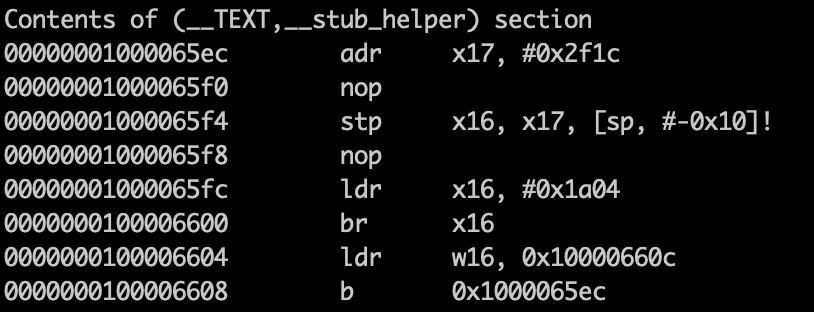 Contents of (__TEXT,__stub_helper) section
00000001000065ec adr x17, #0x2f1c
00000001000065f0 nop
00000001000065f4 stp x16, x17, [sp, #-0x10]!
00000001000065f8 nop
00000001000065fc ldr x16, #0x1a04
0000000100006600 br x16
0000000100006604 ldr w16, 0x10000660c
0000000100006608 b 0x1000065ec